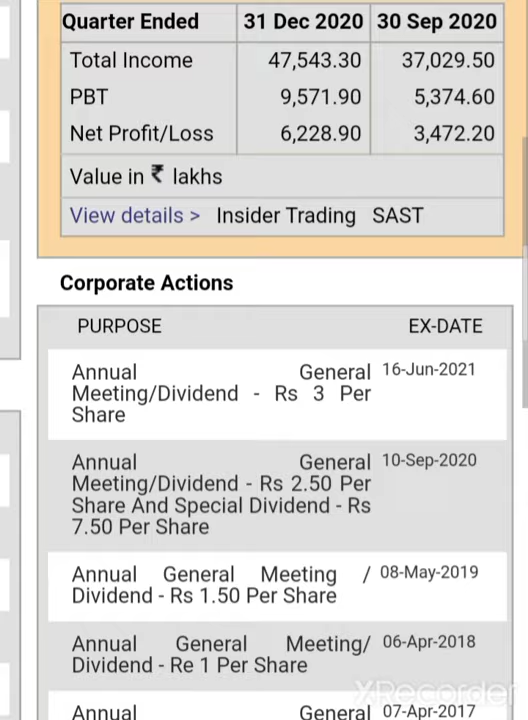 Quarter Ended 31 Dec 2020 30 Sep 2020
Total Income 47,543.30 37,029.50
PBT 9,571.90 5,374.60
Net Profit/Loss 6,228.90 3,472.20
Value in ₹ lakhs
View details > Insider Trading SAST
Corporate Actions
PURPOSE EX-DATE
Annual General 16-Jun-2021
Meeting/Dividend - Rs 3 Per
Share
Annual General 10-Sep-2020
Meeting/Dividend - Rs 2.50 Per
Share And Special Dividend - Rs
7.50 Per Share
Annual General Meeting / 08-May-2019
Dividend - Rs 1.50 Per Share
Annual General Meeting/ 06-Apr-2018
Dividend - Re 1 Per Share
Annual General 07-Apr-2017
XRecorder